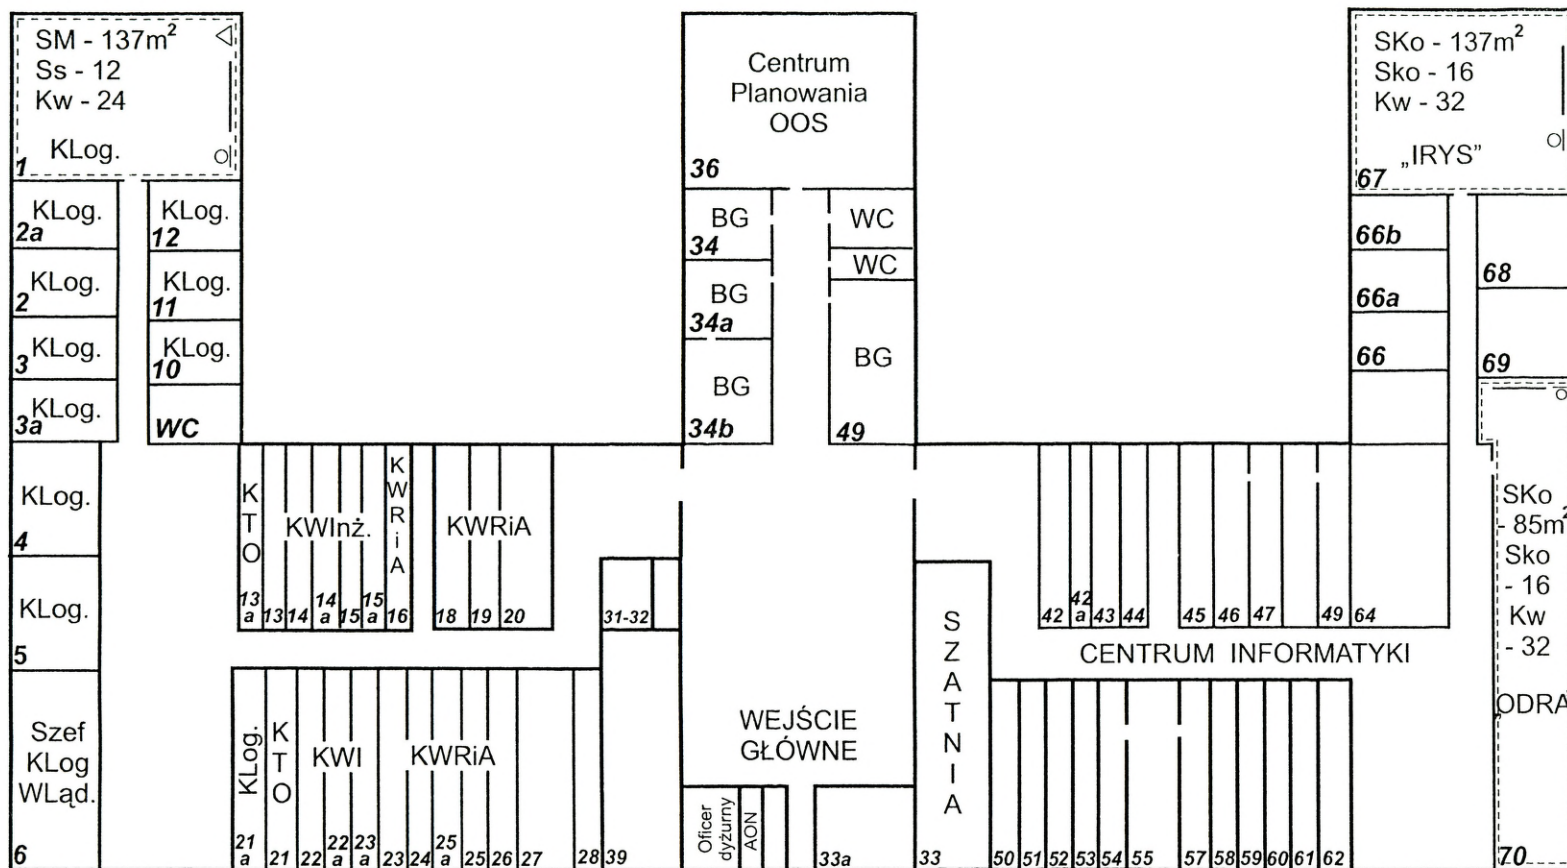 SM - 137m²
Ss - 12
Kw - 24
KLog.
1
KLog.
2a
KLog.
2
KLog.
3
KLog.
3a
KLog.
12
KLog.
11
KLog.
10
WC
KLog.
4
KLog.
5
Szef
KLog
WLąd.
6
KTO
13a
13
KWInż.
14
14a
15
15a
KWRiA
16
KWRiA
18
19
20
31-32
KLog.
21a
KTO
21
KWI
22
22a
23a
KWRiA
23
24
25a
25
26
27
28
39
Centrum
Planowania
OOS
36
BG
34
BG
34a
BG
34b
WC
WC
BG
49
WEJŚCIE
GŁÓWNE
Oficer
dyżurny
AON
33a
SZATNIA
33
42
42a
43
44
45
46
47
49
64
CENTRUM INFORMATYKI
50
51
52
53
54
55
57
58
59
60
61
62
SKo - 137m²
Sko - 16
Kw - 32
„IRYS”
67
66b
66a
66
68
69
SKo
- 85m²
Sko
- 16
Kw
- 32
„ODRA
70